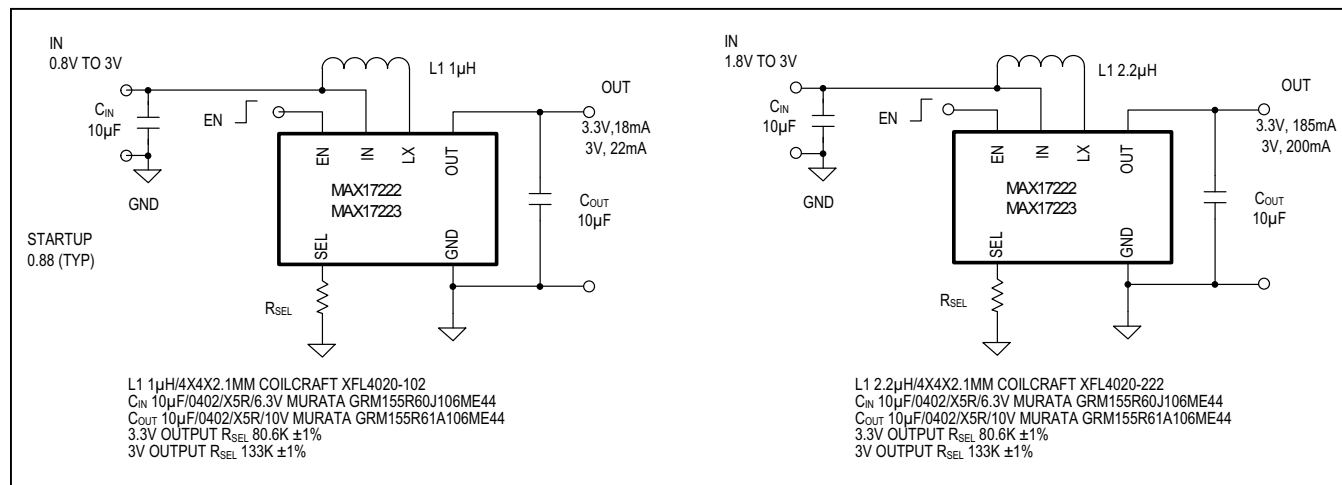 IN
0.8V TO 3V
L1 1µH
OUT
CIN
10µF
EN
3.3V,18mA
3V, 22mA
EN
IN
LX
OUT
MAX17222
MAX17223
COUT
10µF
GND
STARTUP
0.88 (TYP)
SEL
GND
RSEL
L1 1µH/4X4X2.1MM COILCRAFT XFL4020-102
CIN 10µF/0402/X5R/6.3V MURATA GRM155R60J106ME44
COUT 10µF/0402/X5R/10V MURATA GRM155R61A106ME44
3.3V OUTPUT RSEL 80.6K ±1%
3V OUTPUT RSEL 133K ±1%
IN
1.8V TO 3V
L1 2.2µH
OUT
CIN
10µF
EN
3.3V, 185mA
3V, 200mA
EN
IN
LX
OUT
MAX17222
MAX17223
COUT
10µF
GND
SEL
GND
RSEL
L1 2.2µH/4X4X2.1MM COILCRAFT XFL4020-222
CIN 10µF/0402/X5R/6.3V MURATA GRM155R60J106ME44
COUT 10µF/0402/X5R/10V MURATA GRM155R61A106ME44
3.3V OUTPUT RSEL 80.6K ±1%
3V OUTPUT RSEL 133K ±1%